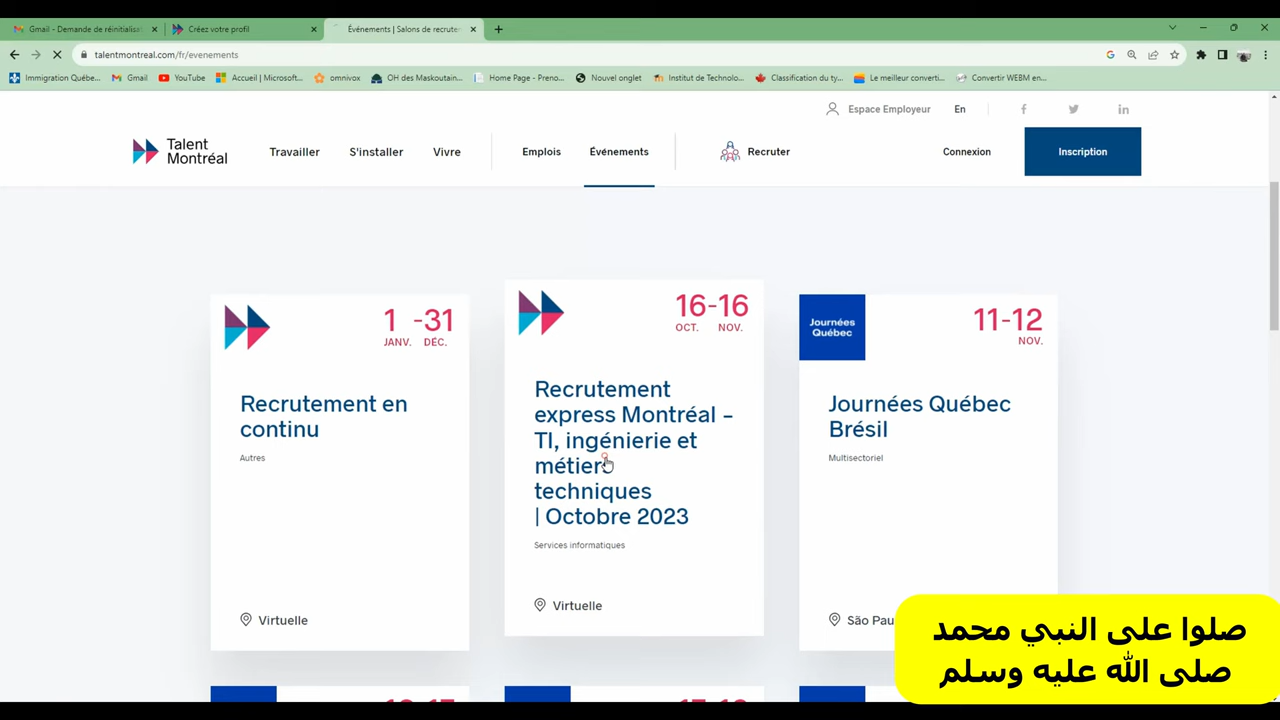 Gmail - Demande de réinitialisat
Créez votre profil
Événements | Salons de recrute
talentmontreal.com/fr/evenements
Immigration Québe...
Gmail
YouTube
Accueil | Microsoft...
omnivox
OH des Maskoutain...
Home Page - Preno...
Nouvel onglet
Institut de Technolo...
Classification du ty...
Le meilleur converti...
Convertir WEBM en...
Espace Employeur
En
Talent
Montréal
Travailler
S'installer
Vivre
Emplois
Événements
Recruter
Connexion
Inscription
1 -31
JANV. DÉC.
Recrutement en
continu
Autres
Virtuelle
16-16
OCT. NOV.
Recrutement
express Montréal –
TI, ingénierie et
métiers
techniques
| Octobre 2023
Services informatiques
Virtuelle
Journées
Québec
11-12
NOV.
Journées Québec
Brésil
Multisectoriel
São Pau
صلوا على النبي محمد
صلى الله عليه وسلم